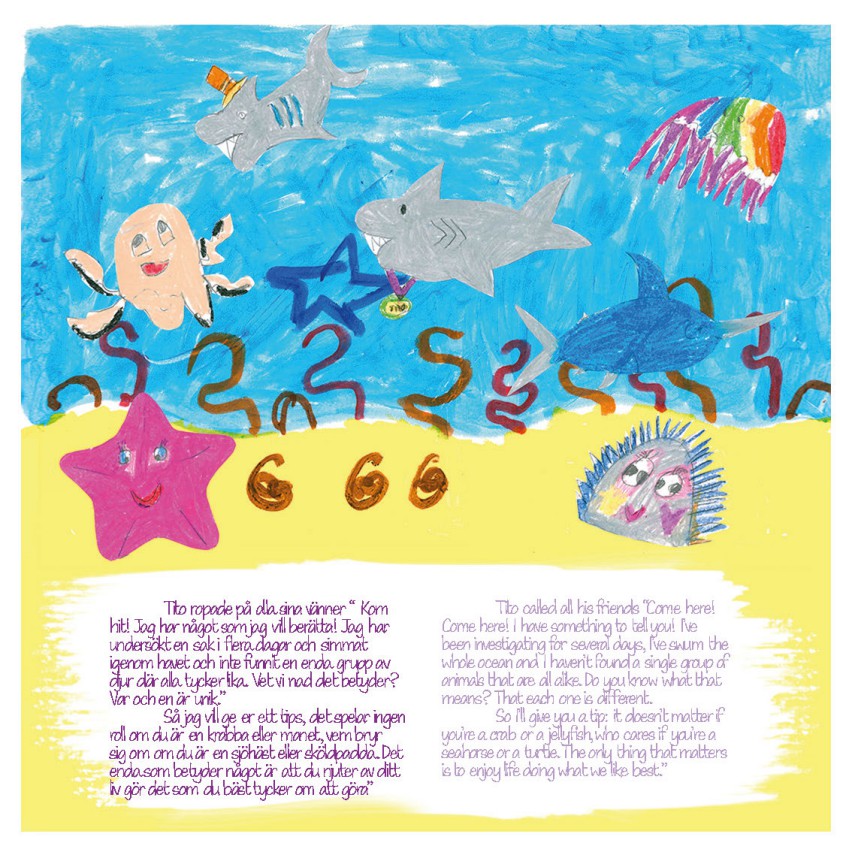 TITO
Tito ropade på alla sina vänner “ Kom
hit! Jag har något som jag vill berätta! Jag har
undersökt en sak i flera dagar och simmat
igenom havet och inte funnit en enda grupp av
djur där alla tycker lika... Vet vi nad det betyder?
Var och en är unik.”
Så jag vill ge er ett tips, det spelar ingen
roll om du är en krabba eller manet, vem bryr
sig om om du är en sjöhäst eller sköldpadda... Det
enda som betyder något är att du njuter av ditt
liv gör det som du bäst tycker om att göra”
Tito called all his friends “Come here!
Come here! I have something to tell you! I’ve
been investigating for several days, I’ve swum the
whole ocean and I haven’t found a single group of
animals that are all alike. Do you know what that
means? That each one is different.
So i’ll give you a tip: it doesn’t matter if
you’re a crab or a jellyfish, who cares if you’re a
seahorse or a turtle. The only thing that matters
is to enjoy life doing what we like best.”